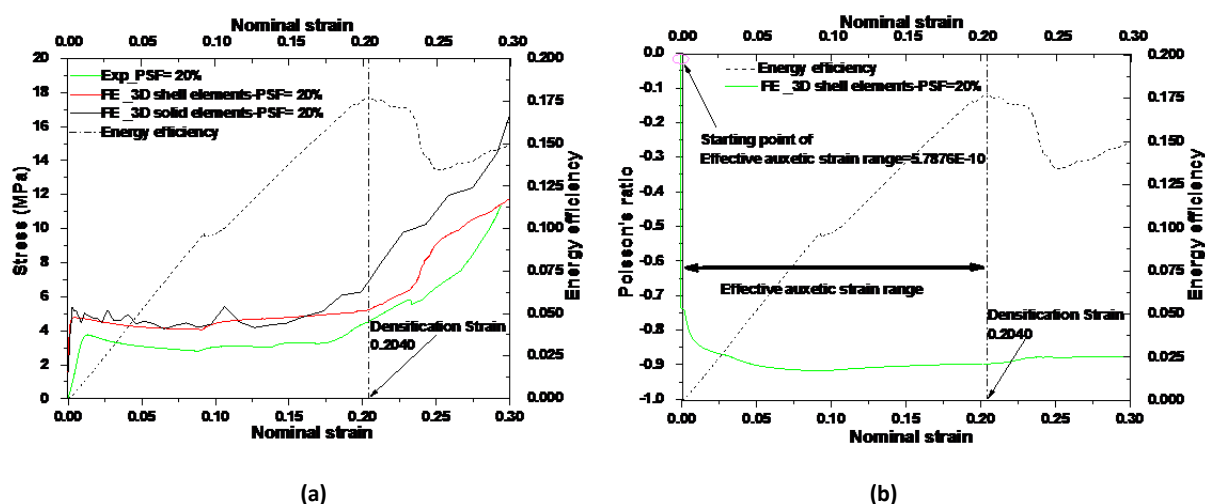 Nominal strain
0.00 0.05 0.10 0.15 0.20 0.25 0.30
20 0.200
18 0.175
16 0.150
14 0.125
12
10 0.100
8 0.075
6 0.050
4 0.025
2
0 0.000
Exp_PSF= 20%
FE _3D shell elements-PSF= 20%
FE _3D solid elements-PSF= 20%
Energy efficiency
Stress (MPa)
Energy efficiency
Densification Strain
0.2040
0.00 0.05 0.10 0.15 0.20 0.25 0.30
Nominal strain
(a)
Nominal strain
0.00 0.05 0.10 0.15 0.20 0.25 0.30
0.0 0.200
-0.1 0.175
-0.2 0.150
-0.3
-0.4 0.125
-0.5 0.100
-0.6 0.075
-0.7
-0.8 0.050
-0.9 0.025
-1.0 0.000
Energy efficiency
FE _3D shell elements-PSF=20%
Starting point of
Effective auxetic strain range=5.7876E-10
Poisson's ratio
Energy efficiency
Effective auxetic strain range
Densification Strain
0.2040
0.00 0.05 0.10 0.15 0.20 0.25 0.30
Nominal strain
(b)